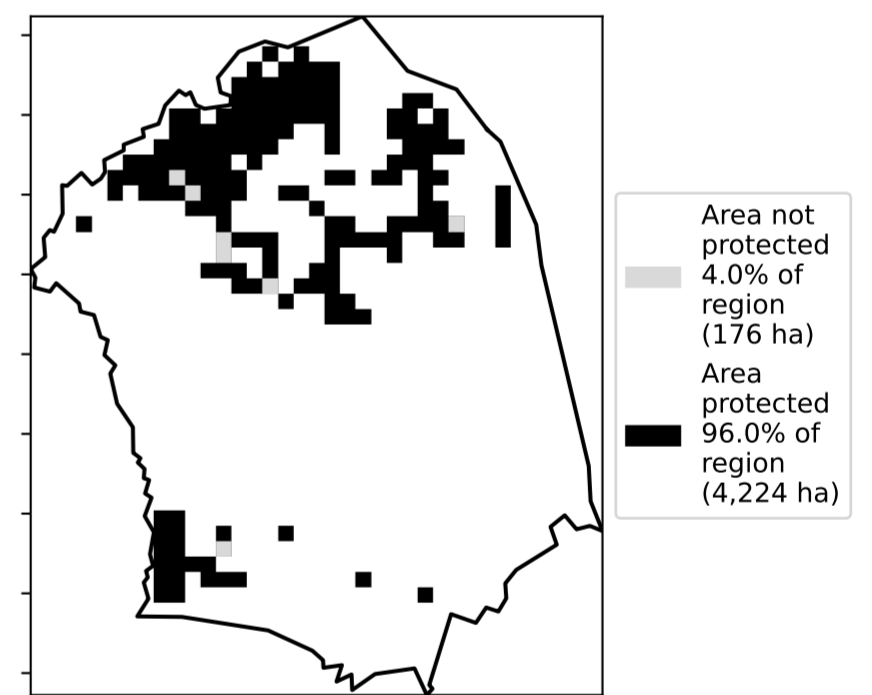 Area not
protected
4.0% of
region
(176 ha)
Area
protected
96.0% of
region
(4,224 ha)